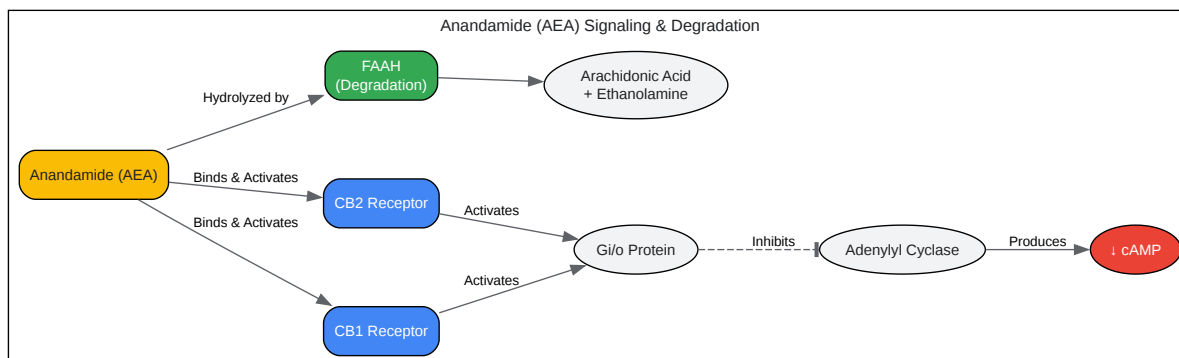 Anandamide (AEA) Signaling & Degradation
FAAH
(Degradation)
Arachidonic Acid
+ Ethanolamine
Hydrolyzed by
Anandamide (AEA)
Binds & Activates
CB2 Receptor
Binds & Activates
Activates
Gi/o Protein
Inhibits
Adenylyl Cyclase
Produces
↓ cAMP
Activates
CB1 Receptor